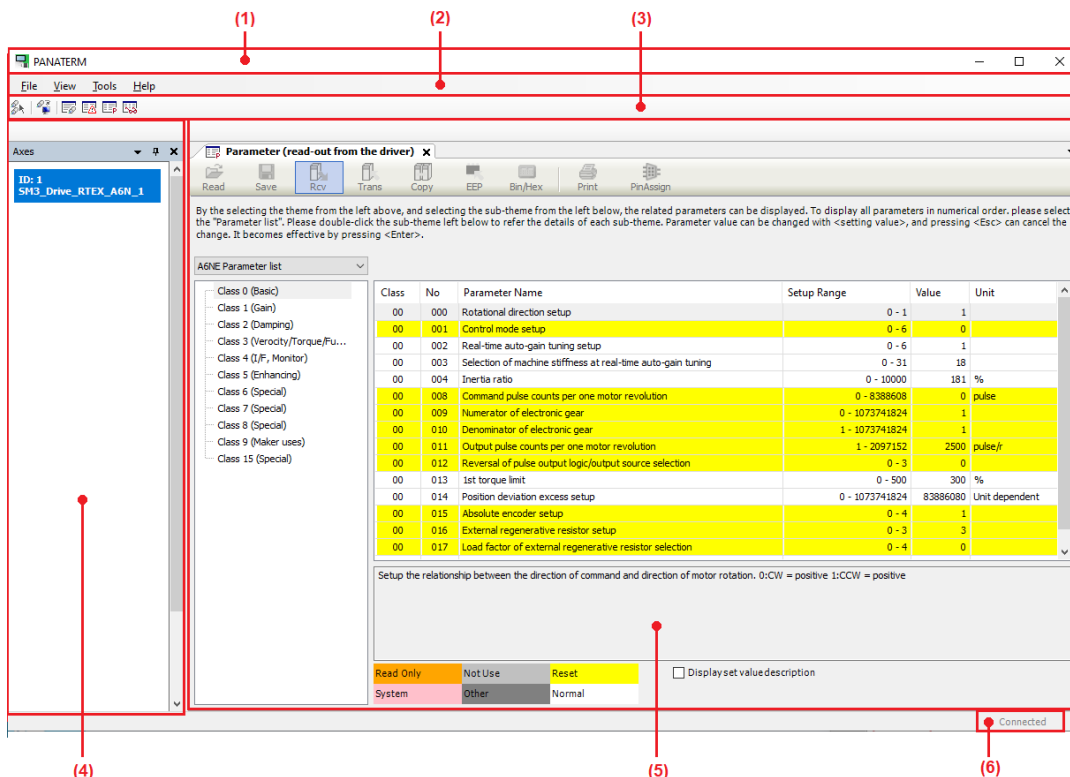 (1) (2) (3)
PANATERM
File View Tools Help
Axes
ID: 1
SM3_Drive_RTEX_A6N_1
Parameter (read-out from the driver)
Read Save Rcv Trans Copy EEP Bin/Hex Print PinAssign
By the selecting the theme from the left above, and selecting the sub-theme from the left below, the related parameters can be displayed. To display all parameters in numerical order. please select
the "Parameter list". Please double-click the sub-theme left below to refer the details of each sub-theme. Parameter value can be changed with <setting value>, and pressing <Esc> can cancel the
change. It becomes effective by pressing <Enter>.
A6NE Parameter list
Class 0 (Basic)
Class 1 (Gain)
Class 2 (Damping)
Class 3 (Verocity/Torque/Fu...
Class 4 (I/F, Monitor)
Class 5 (Enhancing)
Class 6 (Special)
Class 7 (Special)
Class 8 (Special)
Class 9 (Maker uses)
Class 15 (Special)
Class No Parameter Name Setup Range Value Unit
00 000 Rotational direction setup 0 - 1 1
00 001 Control mode setup 0 - 6 0
00 002 Real-time auto-gain tuning setup 0 - 6 1
00 003 Selection of machine stiffness at real-time auto-gain tuning 0 - 31 18
00 004 Inertia ratio 0 - 10000 181 %
00 008 Command pulse counts per one motor revolution 0 - 8388608 0 pulse
00 009 Numerator of electronic gear 0 - 1073741824 1
00 010 Denominator of electronic gear 1 - 1073741824 1
00 011 Output pulse counts per one motor revolution 1 - 2097152 2500 pulse/r
00 012 Reversal of pulse output logic/output source selection 0 - 3 0
00 013 1st torque limit 0 - 500 300 %
00 014 Position deviation excess setup 0 - 1073741824 83886080 Unit dependent
00 015 Absolute encoder setup 0 - 4 1
00 016 External regenerative resistor setup 0 - 3 3
00 017 Load factor of external regenerative resistor selection 0 - 4 0
Setup the relationship between the direction of command and direction of motor rotation. 0:CW = positive 1:CCW = positive
Read Only Not Use Reset
System Other Normal
Display set value description
Connected
(4) (5) (6)